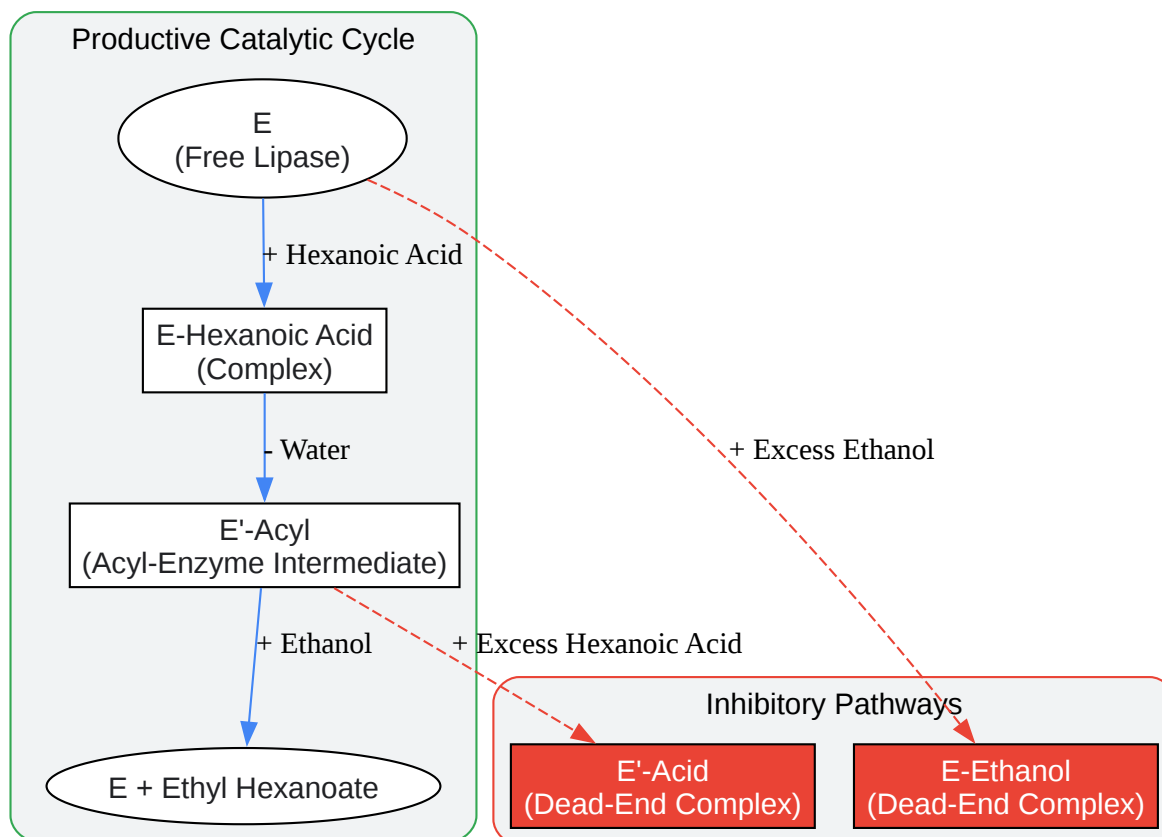 Productive Catalytic Cycle
E
(Free Lipase)
+ Hexanoic Acid
E-Hexanoic Acid
(Complex)
- Water
+ Excess Ethanol
E'-Acyl
(Acyl-Enzyme Intermediate)
+ Ethanol
+ Excess Hexanoic Acid
Inhibitory Pathways
E + Ethyl Hexanoate
E'-Acid
(Dead-End Complex)
E-Ethanol
(Dead-End Complex)